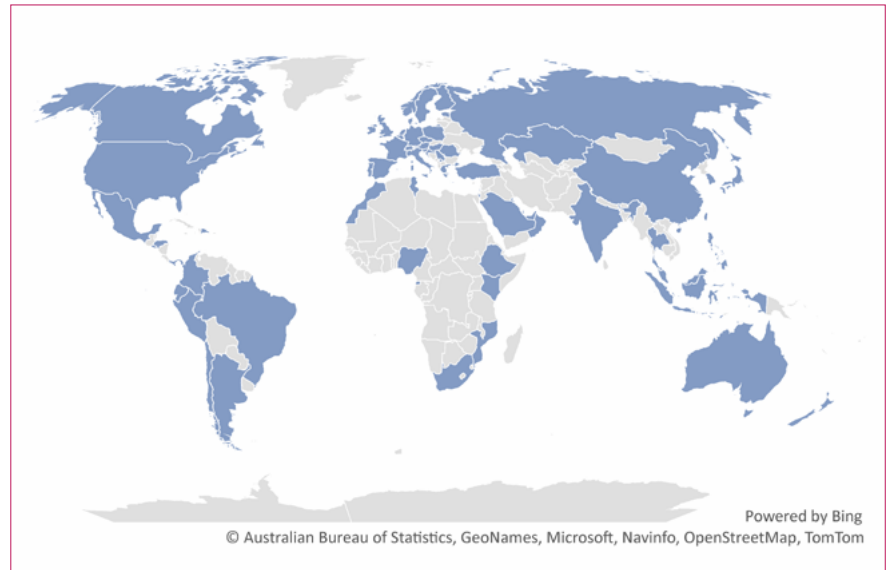 Powered by Bing
© Australian Bureau of Statistics, GeoNames, Microsoft, Navinfo, OpenStreetMap, TomTom